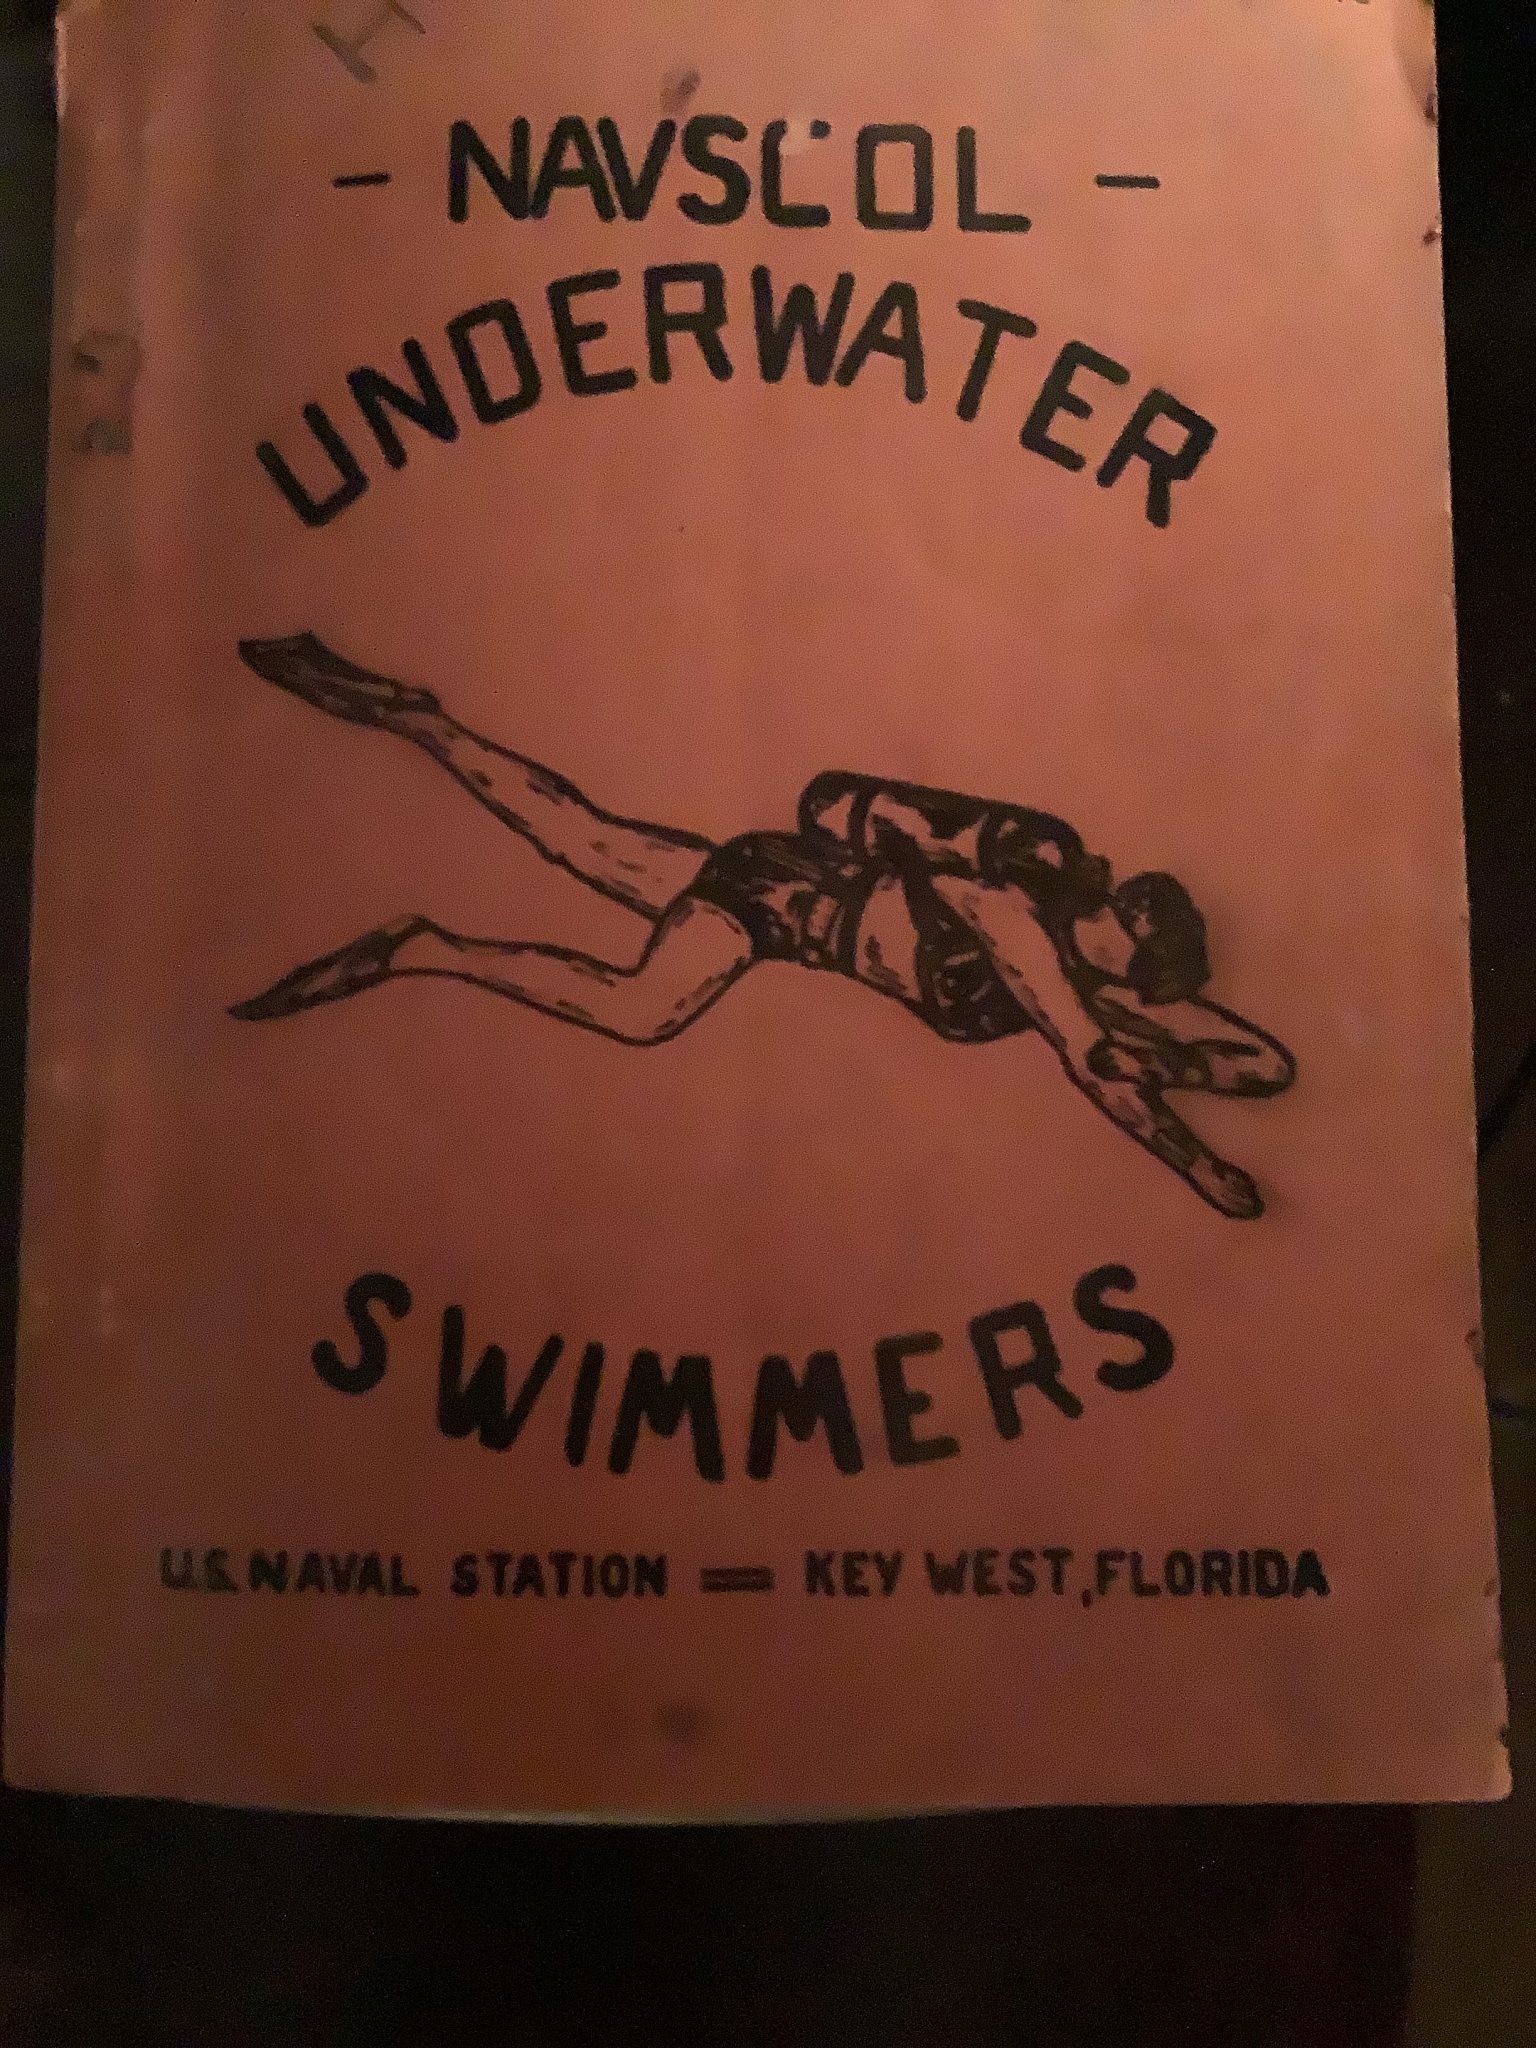 - NAVSCOL -
UNDERWATER
SWIMMERS
U.S. NAVAL STATION = KEY WEST, FLORIDA